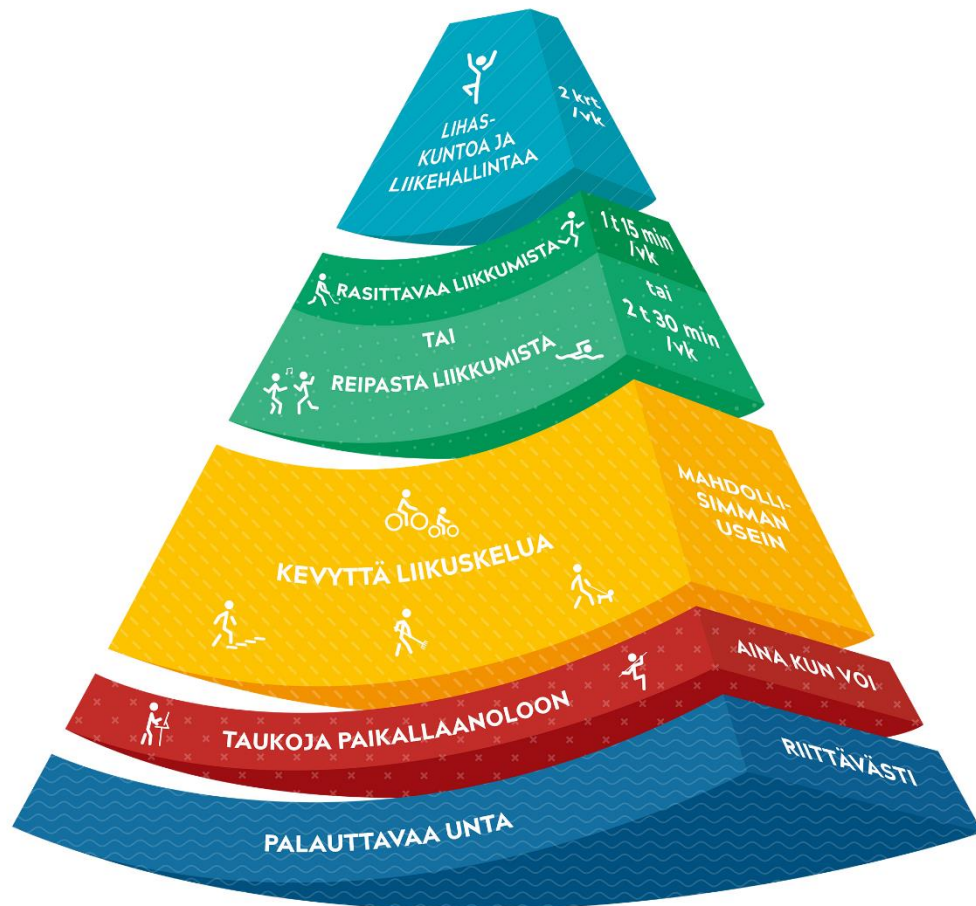 LIHAS-
KUNTOA JA
LIIKEHALLINTAA
2 krt
/vk
RASITTAVAA LIIKKUMISTA
1 t 15 min
/vk
TAI
REIPASTA LIIKKUMISTA
tai
2 t 30 min
/vk
KEVYTTÄ LIIKUSKELUA
MAHDOLLI-
SIMMAN
USEIN
TAUKOJA PAIKALLAANOLOON
AINA KUN VOI
PALAUTTAVAA UNTA
RIITTÄVÄSTI